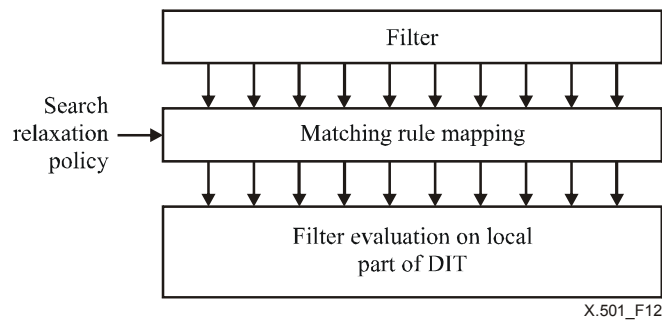 Filter
Search
relaxation
policy
Matching rule mapping
Filter evaluation on local
part of DIT
X.501_F12